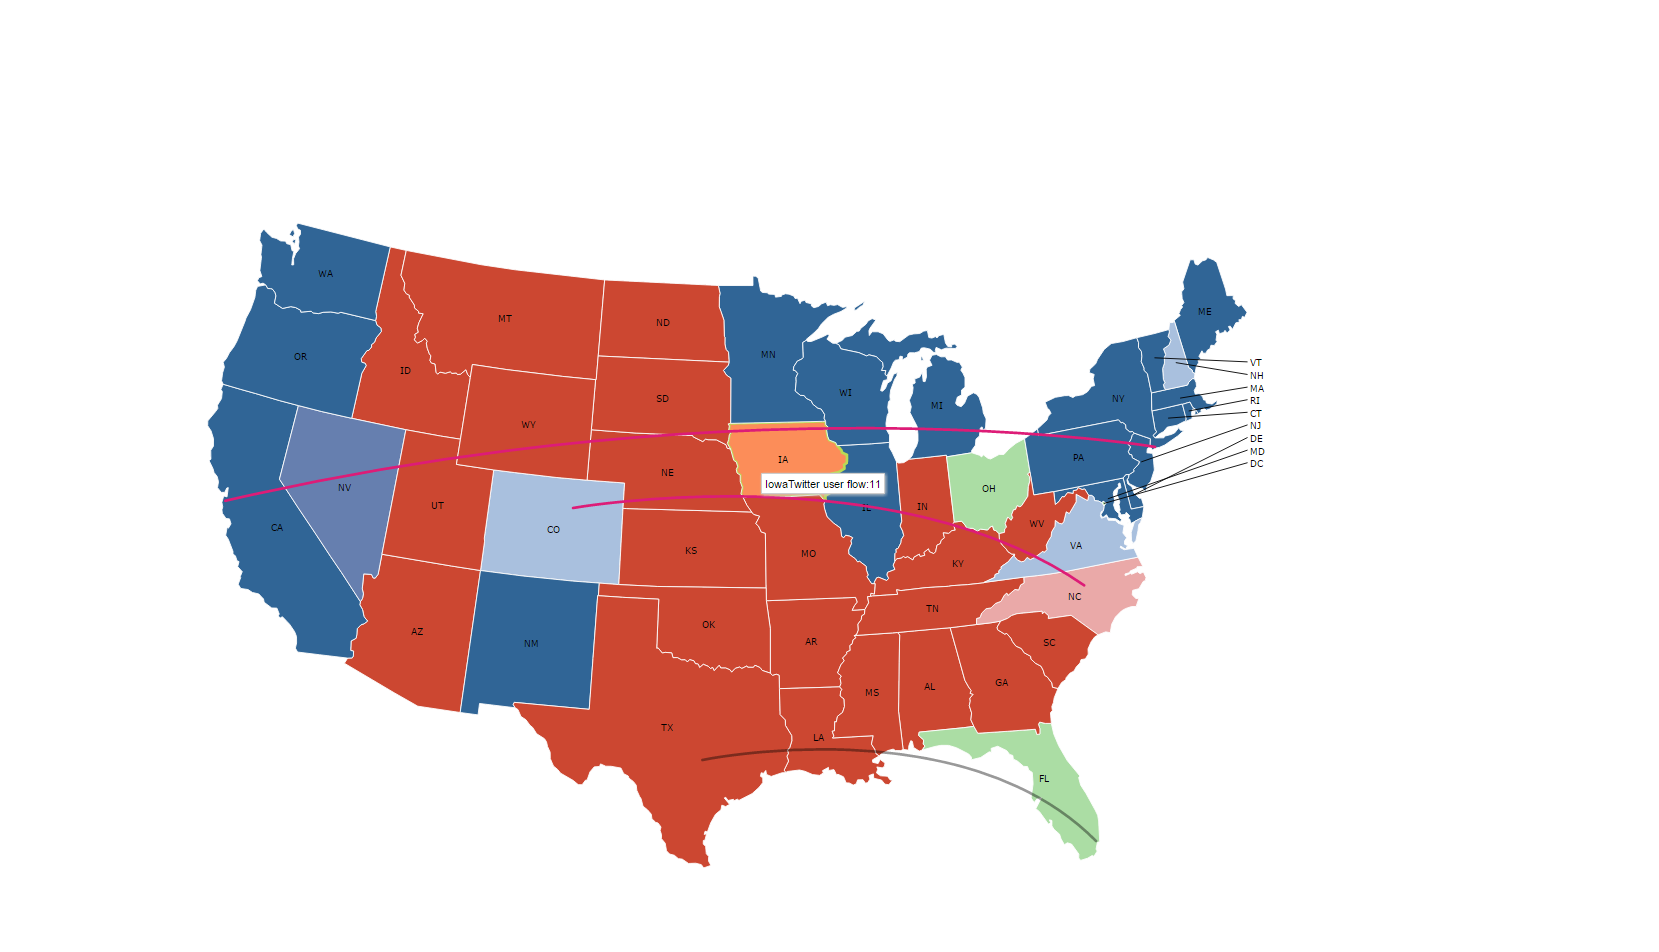 WA
MT
ND
ME
OR
MN
ID
VT
NH
MA
RI
CT
NJ
DE
MD
DC
SD
WI
MI
NY
WY
IA
PA
NE
IowaTwitter user flow:11
NV
OH
UT
IL
IN
CA
CO
WV
KS
MO
VA
KY
NC
TN
AZ
OK
NM
AR
SC
MS
AL
GA
TX
LA
FL